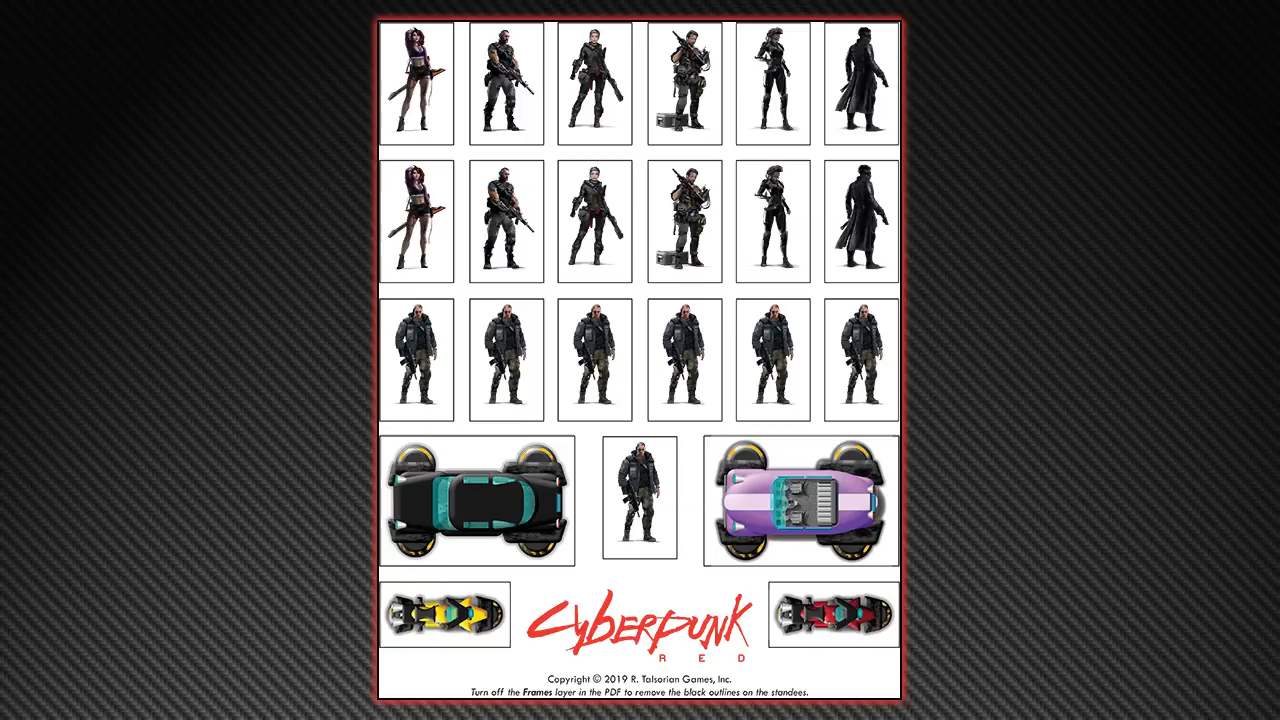 CYBERPUNK
RED
Copyright © 2019 R. Talsorian Games, Inc.
Turn off the Frames layer in the PDF to remove the black outlines on the standees.